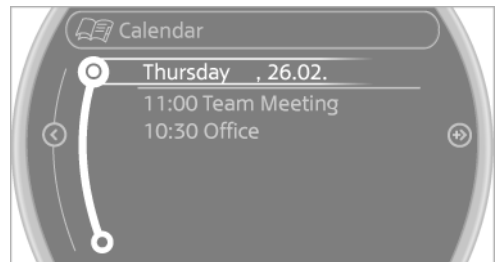 Calendar
Thursday , 26.02.
11:00 Team Meeting
10:30 Office